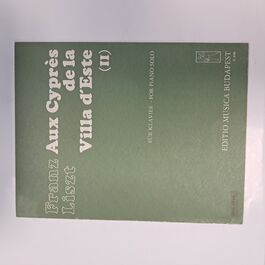 Franz
Liszt
Aux Cyprès
de la
Villa d'Este
(II)
FÜR KLAVIER - FOR PIANO SOLO
EDITIO MUSICA BUDAPEST